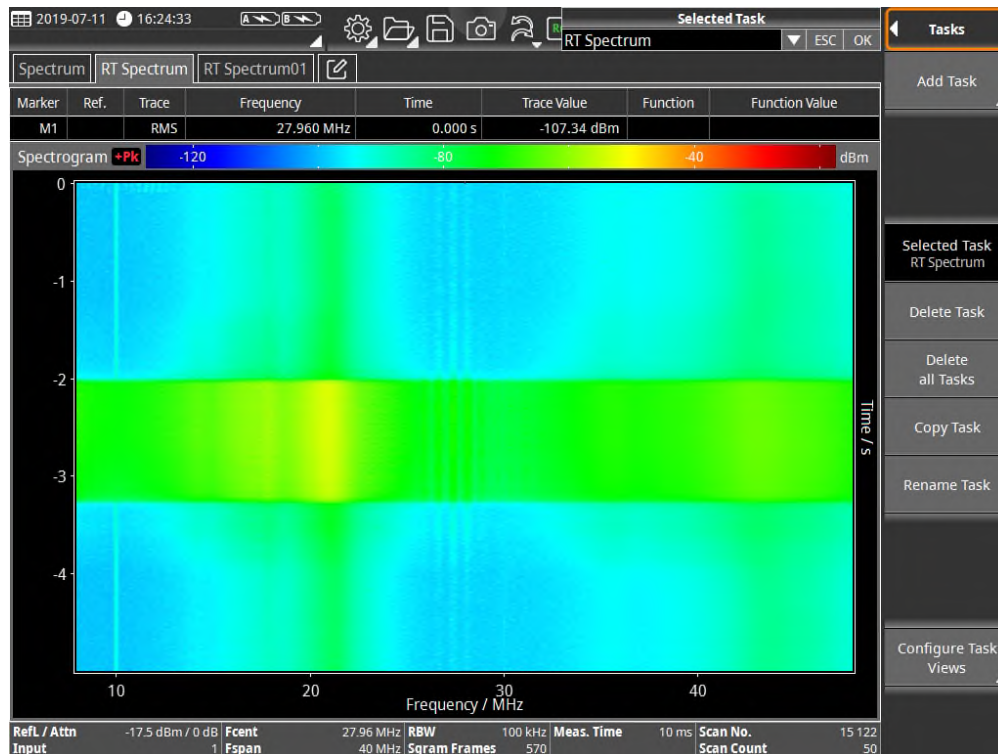 2019-07-11 16:24:33 A B Selected Task
RT Spectrum ESC OK
Tasks
Spectrum RT Spectrum RT Spectrum01
Add Task
Marker Ref. Trace Frequency Time Trace Value Function Function Value
M1 RMS 27.960 MHz 0.000 s -107.34 dBm
Spectrogram +Pk -120 -80 -40 dBm
0
-1
-2
-3
-4
Time / s
10 20 30 40
Frequency / MHz
Selected Task
RT Spectrum
Delete Task
Delete
all Tasks
Copy Task
Rename Task
Configure Task
Views
RefL / Attn -17.5 dBm / 0 dB Fcent 27.96 MHz RBW 100 kHz Meas. Time 10 ms Scan No. 15 122
Input 1 Fspan 40 MHz Sqram Frames 570 Scan Count 50